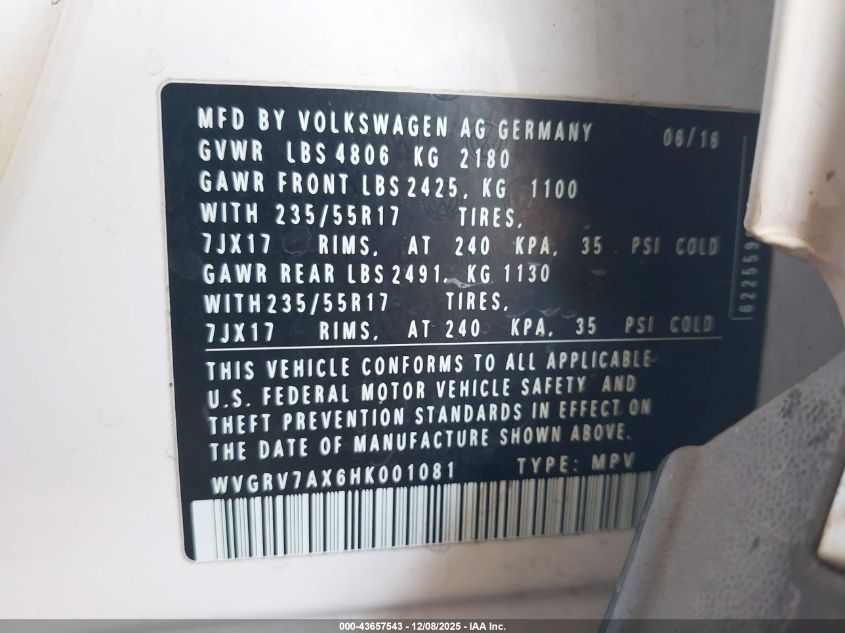 MFD BY VOLKSWAGEN AG GERMANY 06/16
GVWR LBS 4806 KG 2180
GAWR FRONT LBS 2425, KG 1100
WITH 235/55R17 TIRES,
7JX17 RIMS, AT 240 KPA, 35 PSI COLD
GAWR REAR LBS 2491, KG 1130
WITH 235/55R17 TIRES,
7JX17 RIMS, AT 240 KPA, 35 PSI COLD
THIS VEHICLE CONFORMS TO ALL APPLICABLE
U.S. FEDERAL MOTOR VEHICLE SAFETY AND
THEFT PREVENTION STANDARDS IN EFFECT ON
THE DATE OF MANUFACTURE SHOWN ABOVE.
WVGRV7AX6HK001081 TYPE: MPV
000-43657543 - 12/08/2025 - IAA Inc.